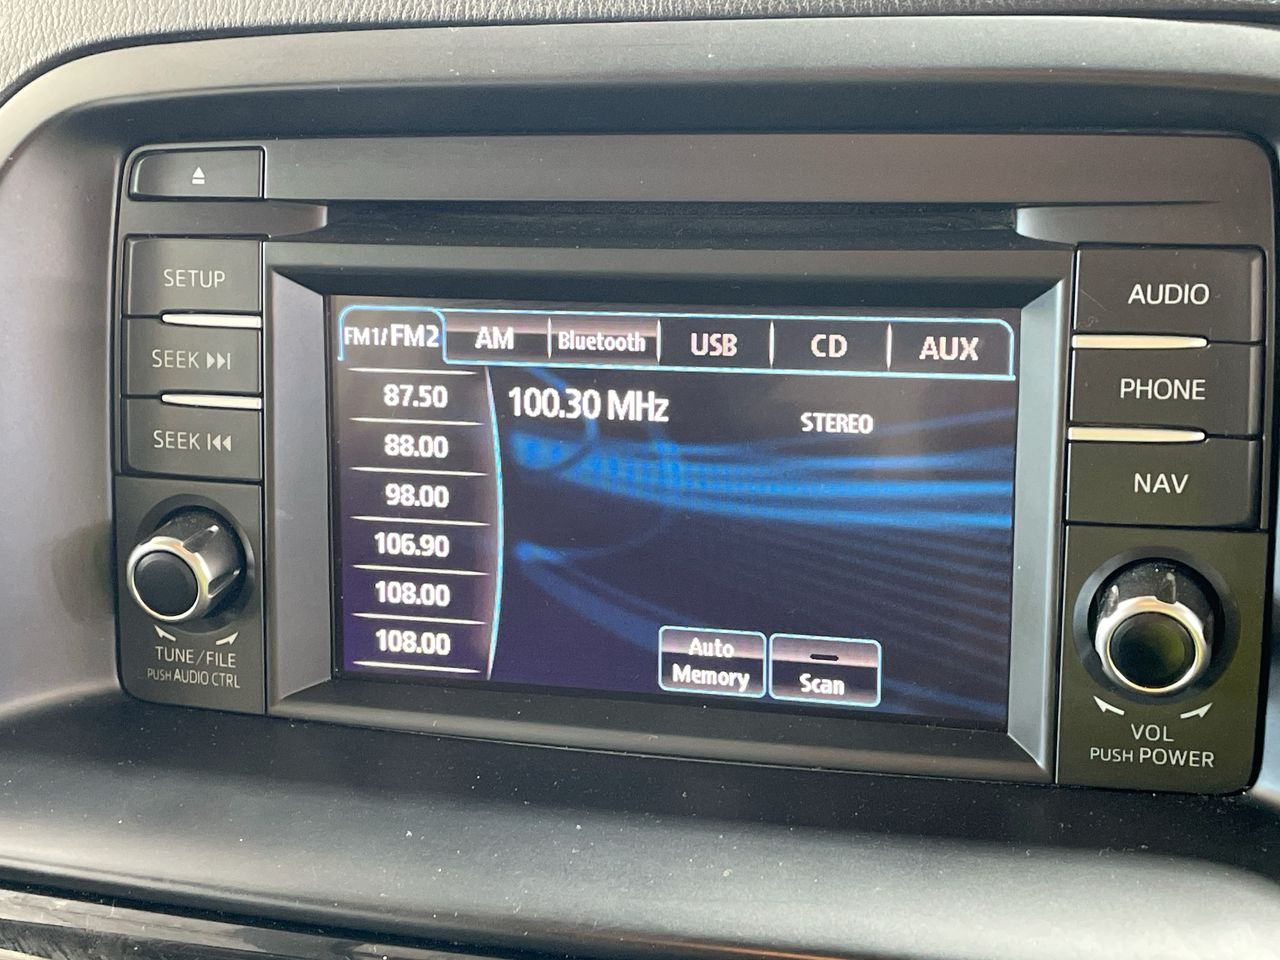 SETUP
SEEK
SEEK
TUNE/FILE
PUSH AUDIO CTRL
FM1/FM2 AM Bluetooth USB CD AUX
87.50
88.00
98.00
106.90
108.00
108.00
100.30 MHz
STEREO
Auto
Memory
Scan
AUDIO
PHONE
NAV
VOL
PUSH POWER